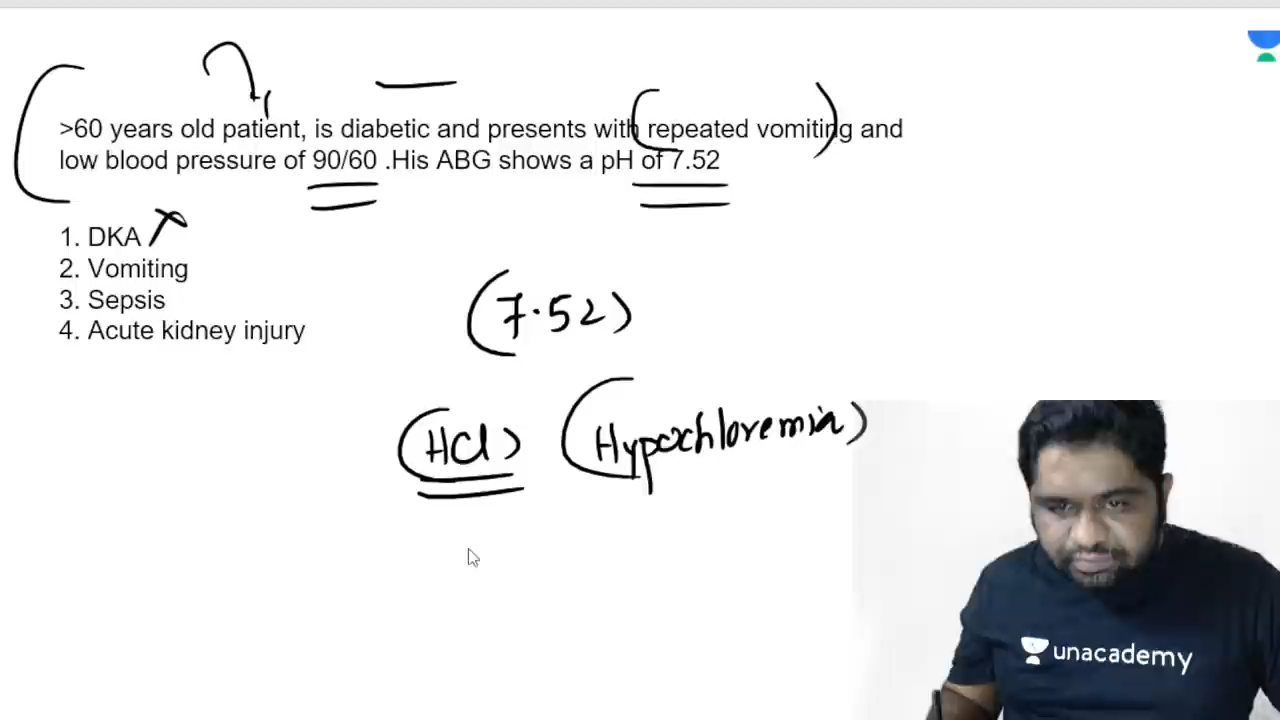 >60 years old patient, is diabetic and presents with repeated vomiting and
low blood pressure of 90/60 .His ABG shows a pH of 7.52
1. DKA
2. Vomiting
3. Sepsis
4. Acute kidney injury
(7.52)
(HCl) (Hypochloremia)
unacademy